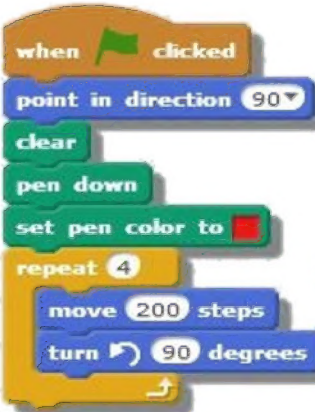 when clicked
point in direction 90
clear
pen down
set pen color to
repeat 4
move 200 steps
turn 90 degrees